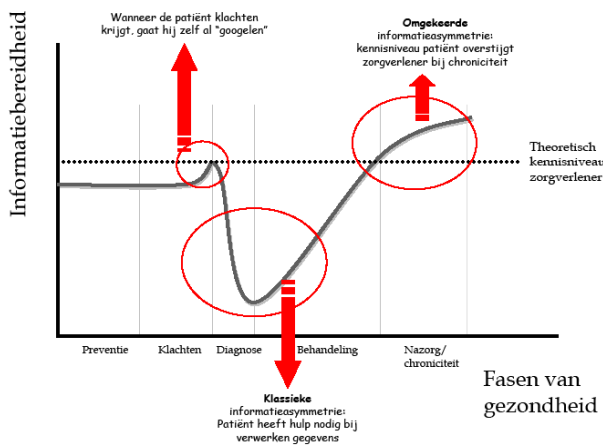 Wanneer de patiënt klachten
krijgt, gaat hij zelf al “googelen”
Omgekeerde
informatieasymmetrie:
kennisniveau patiënt overstijgt
zorgverlener bij chroniciteit
Informatiebereidheid
Theoretisch
kennisniveau
zorgverlener
Preventie
Klachten
Diagnose
Behandeling
Nazorg/
chroniciteit
Fasen van
gezondheid
Klassieke
informatieasymmetrie:
Patiënt heeft hulp nodig bij
verwerken gegevens